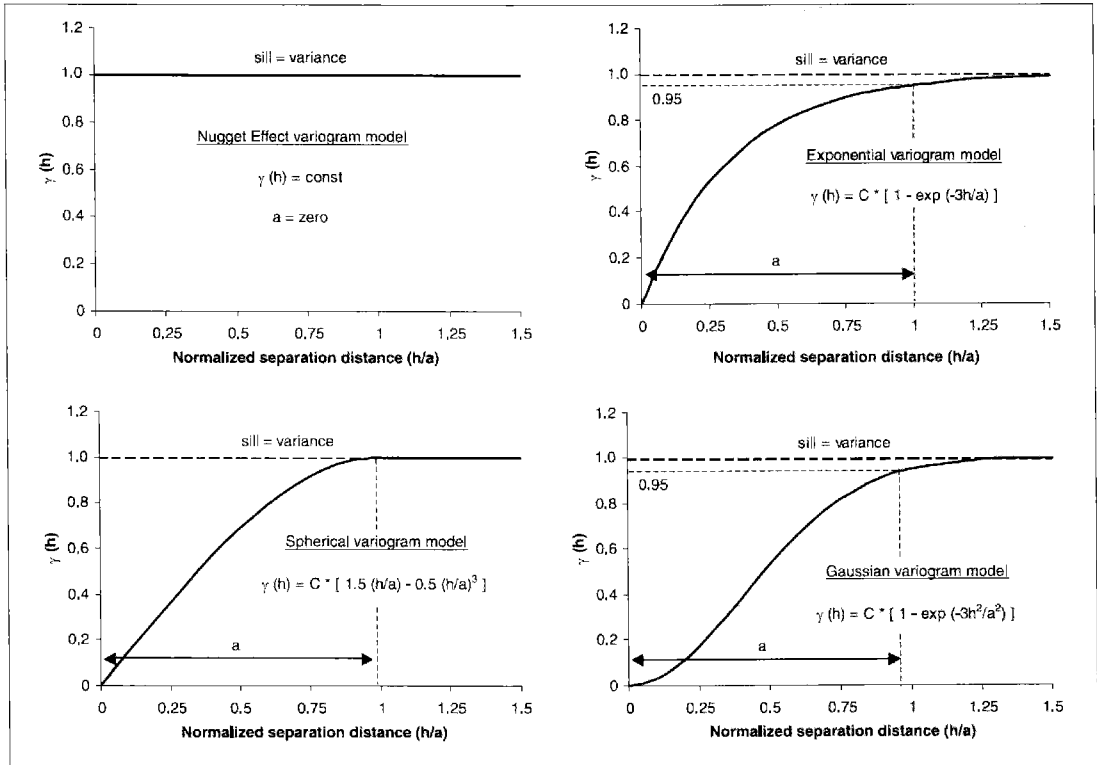 1.2
1.0
0.8
0.6
0.4
0.2
0
γ (h)
sill = variance
Nugget Effect variogram model
γ (h) = const
a = zero
0 0,25 0,5 0,75 1 1,25 1,5
Normalized separation distance (h/a)
1.2
1.0
0.8
0.6
0.4
0.2
0
γ (h)
sill = variance
0.95
Exponential variogram model
γ (h) = C * [ 1 - exp (-3h/a) ]
a
0 0,25 0,5 0,75 1 1,25 1,5
Normalized separation distance (h/a)
1.2
1.0
0.8
0.6
0.4
0.2
0
γ (h)
sill = variance
Spherical variogram model
γ (h) = C * [ 1.5 (h/a) - 0.5 (h/a)³ ]
a
0 0,25 0,5 0,75 1 1,25 1,5
Normalized separation distance (h/a)
1.2
1.0
0.8
0.6
0.4
0.2
0
γ (h)
sill = variance
0.95
Gaussian variogram model
γ (h) = C * [ 1 - exp (-3h²/a²) ]
a
0 0,25 0,5 0,75 1 1,25 1,5
Normalized separation distance (h/a)